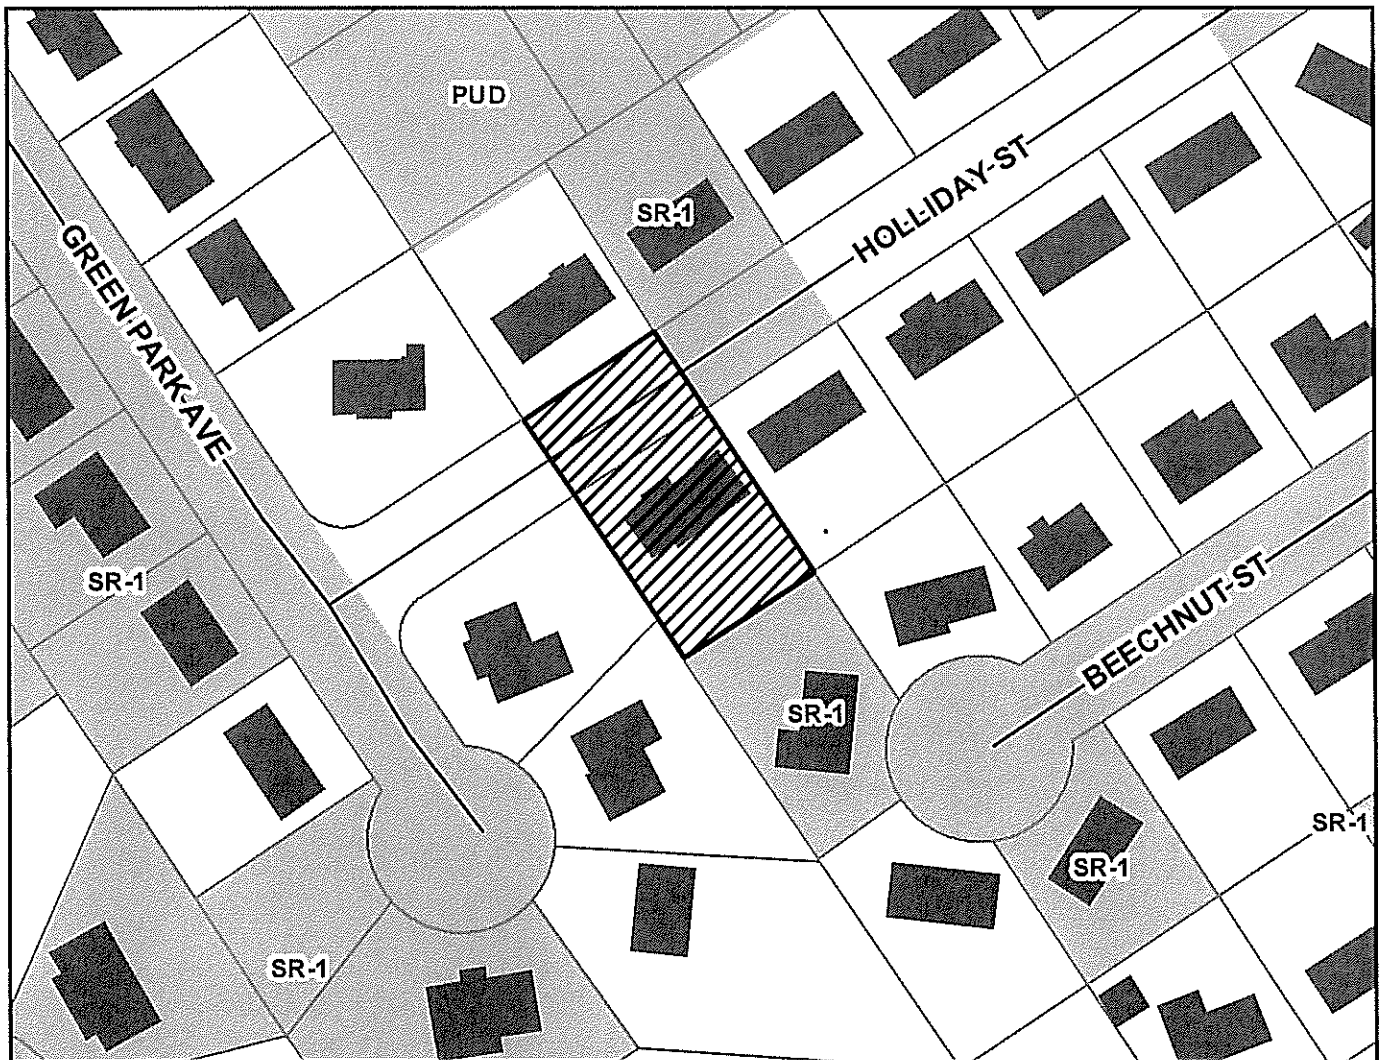 PUD
SR-1
HOLLIDAY ST
GREEN PARK AVE
SR-1
BEECHNUT ST
SR-1
SR-1
SR-1
SR-1